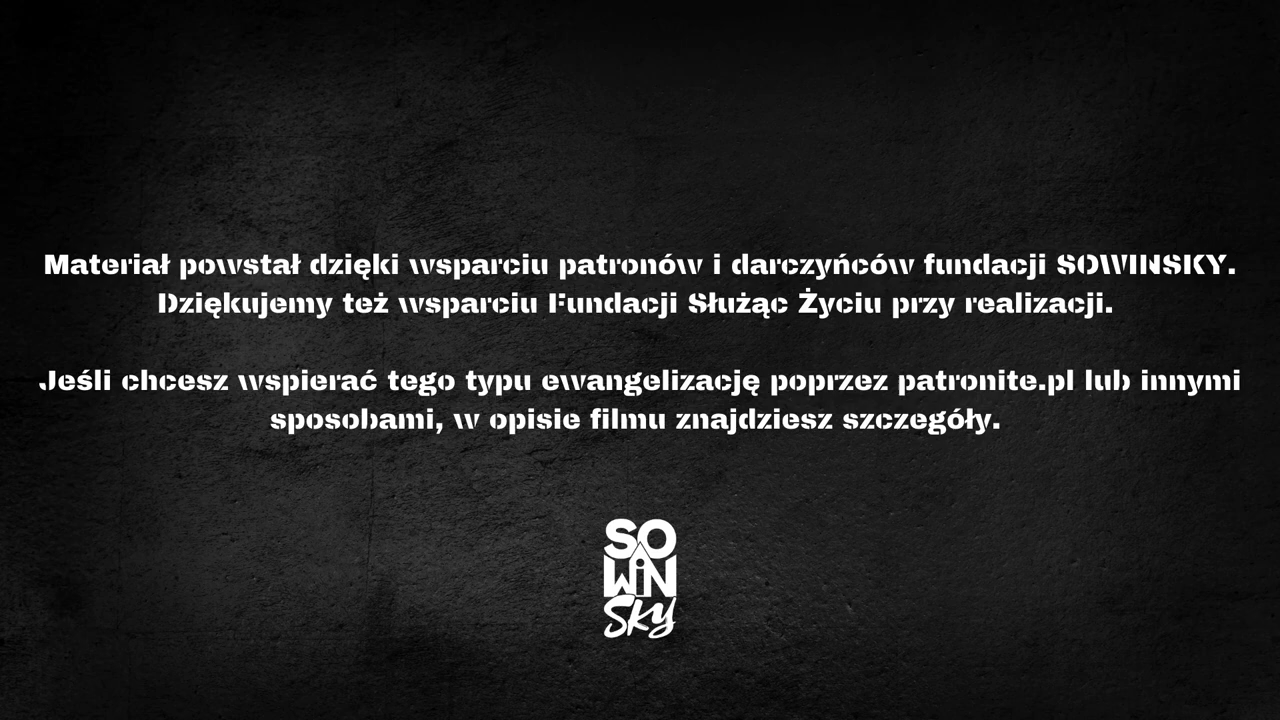 Materiał powstał dzięki wsparciu patronów i darczyńców fundacji SOWINSKY.
Dziękujemy też wsparciu Fundacji Służąc Życiu przy realizacji.
Jeśli chcesz wspierać tego typu ewangelizację poprzez patronite.pl lub innymi
sposobami, w opisie filmu znajdziesz szczegóły.
SO
WiN
Sky